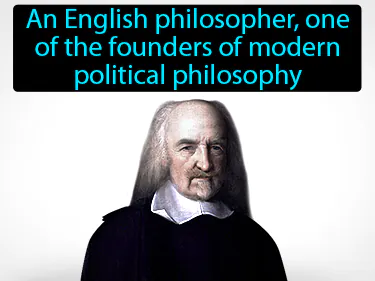 An English philosopher, one
of the founders of modern
political philosophy